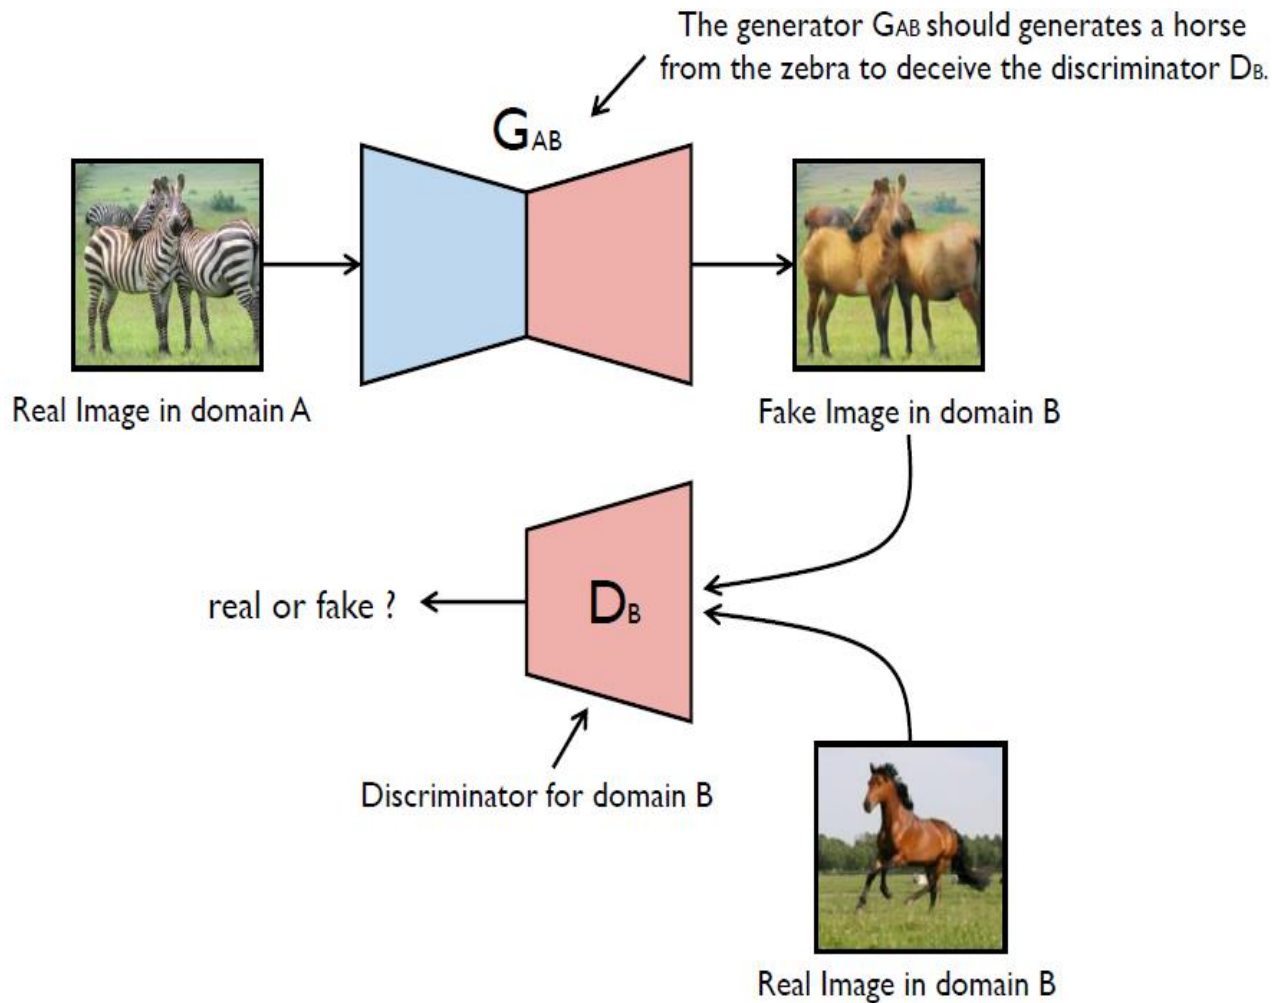 The generator GAB should generates a horse
from the zebra to deceive the discriminator DB.
GAB
Real Image in domain A
Fake Image in domain B
real or fake ?
DB
Discriminator for domain B
Real Image in domain B